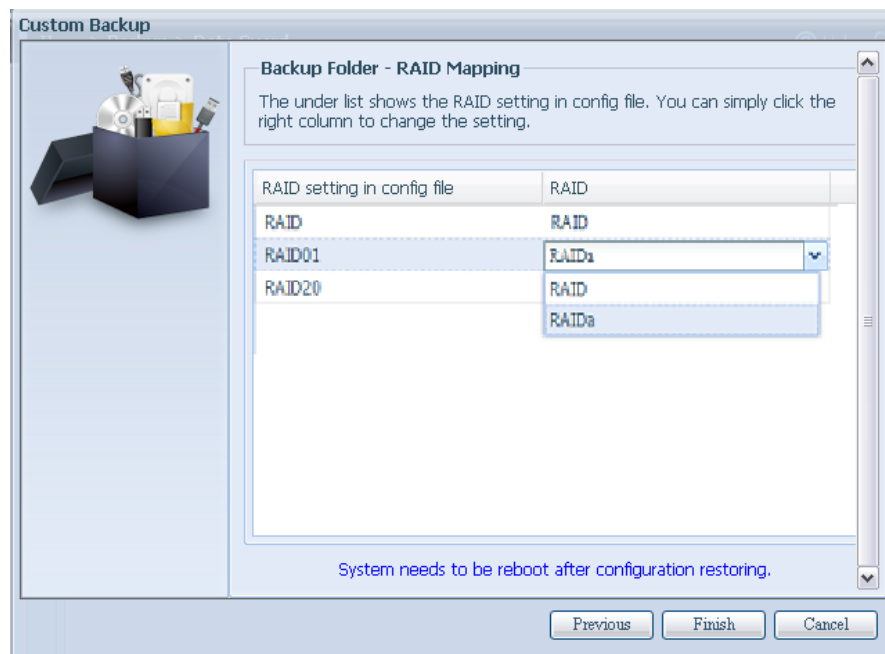 Custom Backup
Backup Folder - RAID Mapping
The under list shows the RAID setting in config file. You can simply click the
right column to change the setting.
RAID setting in config file RAID
RAID RAID
RAID01 RAIDa
RAID20 RAID
RAIDa
System needs to be reboot after configuration restoring.
Previous Finish Cancel